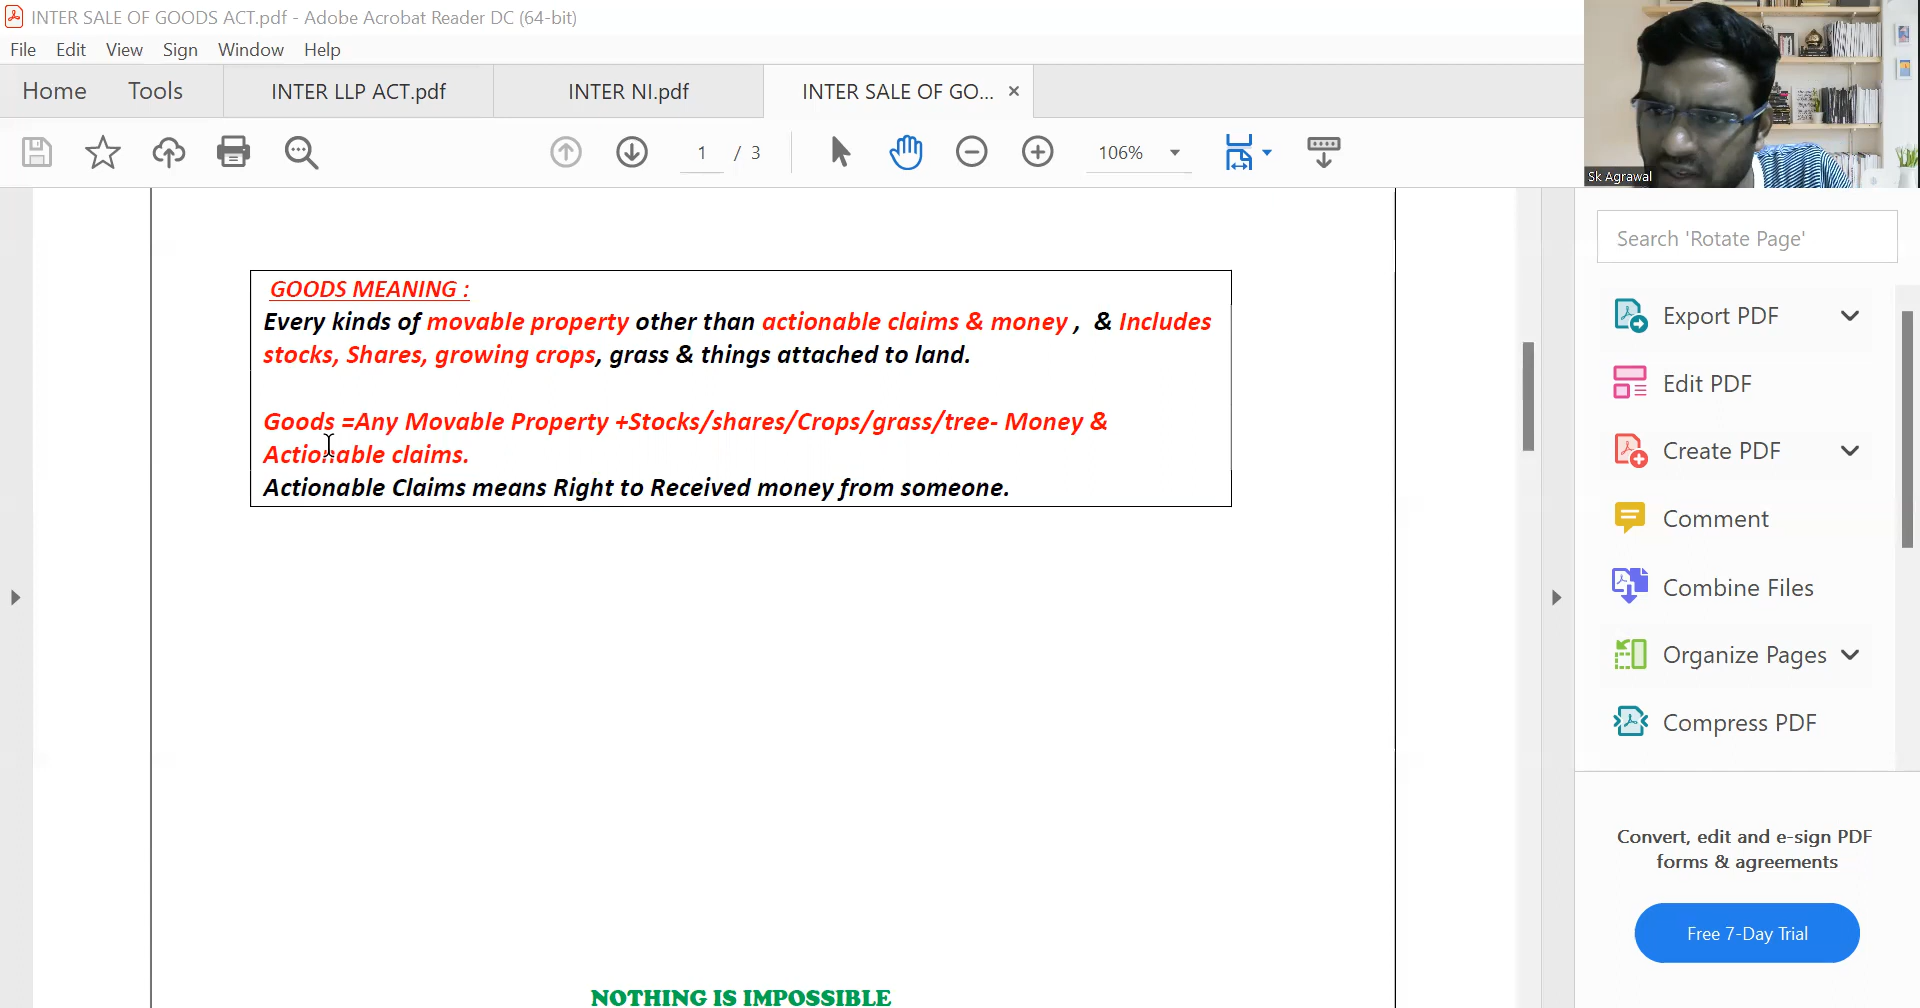 INTER SALE OF GOODS ACT.pdf - Adobe Acrobat Reader DC (64-bit)
File Edit View Sign Window Help
Home Tools INTER LLP ACT.pdf INTER NI.pdf INTER SALE OF GO... ×
1 / 3 106%
Sk Agrawal
Search 'Rotate Page'
GOODS MEANING :
Every kinds of movable property other than actionable claims & money , & Includes
stocks, Shares, growing crops, grass & things attached to land.
Goods =Any Movable Property +Stocks/shares/Crops/grass/tree- Money &
Actionable claims.
Actionable Claims means Right to Received money from someone.
NOTHING IS IMPOSSIBLE
Export PDF
Edit PDF
Create PDF
Comment
Combine Files
Organize Pages
Compress PDF
Convert, edit and e-sign PDF
forms & agreements
Free 7-Day Trial